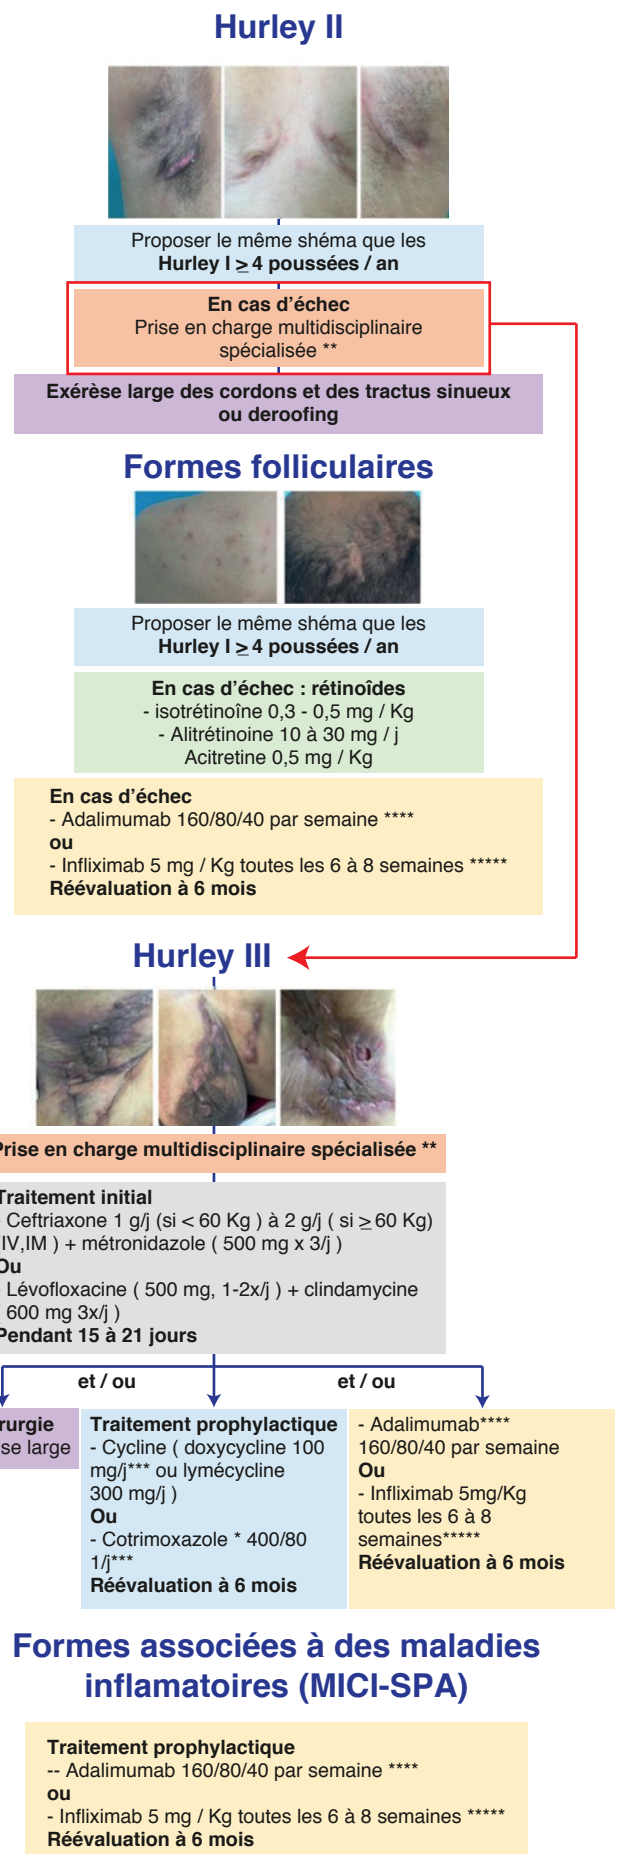 Hurley II
Proposer le même shéma que les
Hurley I ≥ 4 poussées / an
En cas d'échec
Prise en charge multidisciplinaire
spécialisée **
Exérèse large des cordons et des tractus sinueux
ou deroofing
Formes folliculaires
Proposer le même shéma que les
Hurley I ≥ 4 poussées / an
En cas d'échec : rétinoîdes
- isotrétinoîne 0,3 - 0,5 mg / Kg
- Alitrétinoine 10 à 30 mg / j
Acitretine 0,5 mg / Kg
En cas d'échec
- Adalimumab 160/80/40 par semaine ****
ou
- Infliximab 5 mg / Kg toutes les 6 à 8 semaines *****
Réévaluation à 6 mois
Hurley III
Prise en charge multidisciplinaire spécialisée **
Traitement initial
Ceftriaxone 1 g/j (si < 60 Kg ) à 2 g/j ( si ≥ 60 Kg)
IV,IM ) + métronidazole ( 500 mg x 3/j )
Ou
Lévofloxacine ( 500 mg, 1-2x/j ) + clindamycine
( 600 mg 3x/j )
Pendant 15 à 21 jours
et / ou
et / ou
rurgie
se large
Traitement prophylactique
- Cycline ( doxycycline 100
mg/j*** ou lymécycline
300 mg/j )
Ou
- Cotrimoxazole * 400/80
1/j***
Réévaluation à 6 mois
- Adalimumab****
160/80/40 par semaine
Ou
- Infliximab 5mg/Kg
toutes les 6 à 8
semaines*****
Réévaluation à 6 mois
Formes associées à des maladies
inflamatoires (MICI-SPA)
Traitement prophylactique
-- Adalimumab 160/80/40 par semaine ****
ou
- Infliximab 5 mg / Kg toutes les 6 à 8 semaines *****
Réévaluation à 6 mois